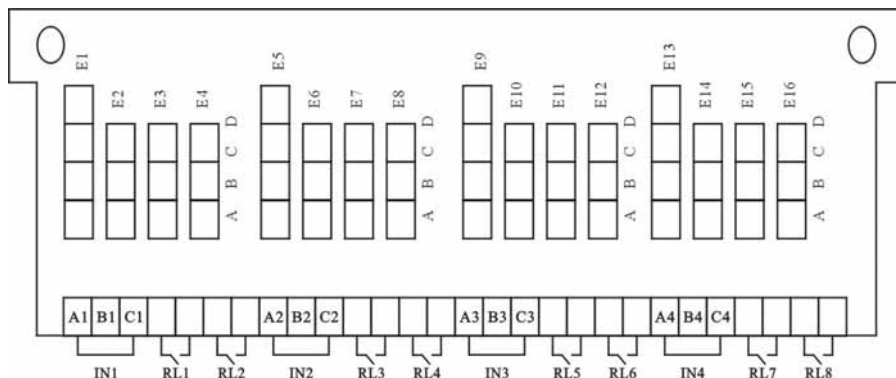 E1 E2 E3 E4 E5 E6 E7 E8 E9 E10 E11 E12 E13 E14 E15 E16
D D D D
C C C C
B B B B
A A A A
A1 B1 C1 A2 B2 C2 A3 B3 C3 A4 B4 C4
IN1 RL1 RL2 IN2 RL3 RL4 IN3 RL5 RL6 IN4 RL7 RL8